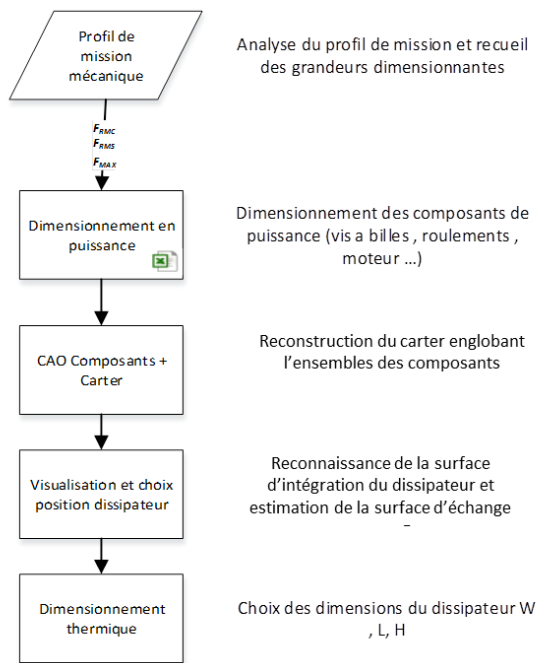 Profil de
mission
mécanique
Analyse du profil de mission et recueil
des grandeurs dimensionnantes
FRMC
FRMS
FMAX
Dimensionnement en
puissance
Dimensionnement des composants de
puissance (vis a billes , roulements ,
moteur ...)
CAO Composants +
Carter
Reconstruction du carter englobant
l'ensembles des composants
Visualisation et choix
position dissipateur
Reconnaissance de la surface
d'intégration du dissipateur et
estimation de la surface d'échange
Dimensionnement
thermique
Choix des dimensions du dissipateur W
, L, H